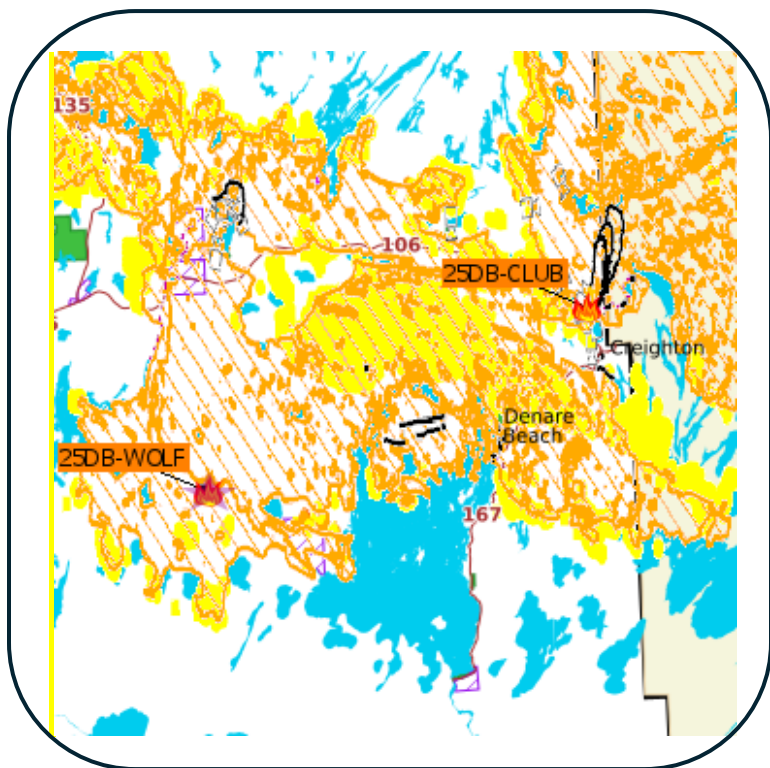 135
106
25DB-CLUB
Creighton
Denare
Beach
25DB-WOLF
167